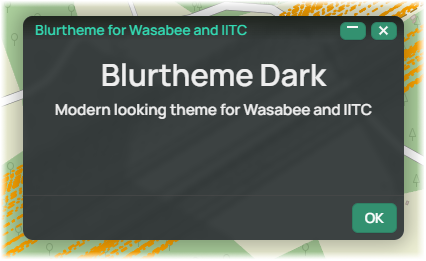 Blurtheme for Wasabee and IITC
Blurtheme Dark
Modern looking theme for Wasabee and IITC
OK